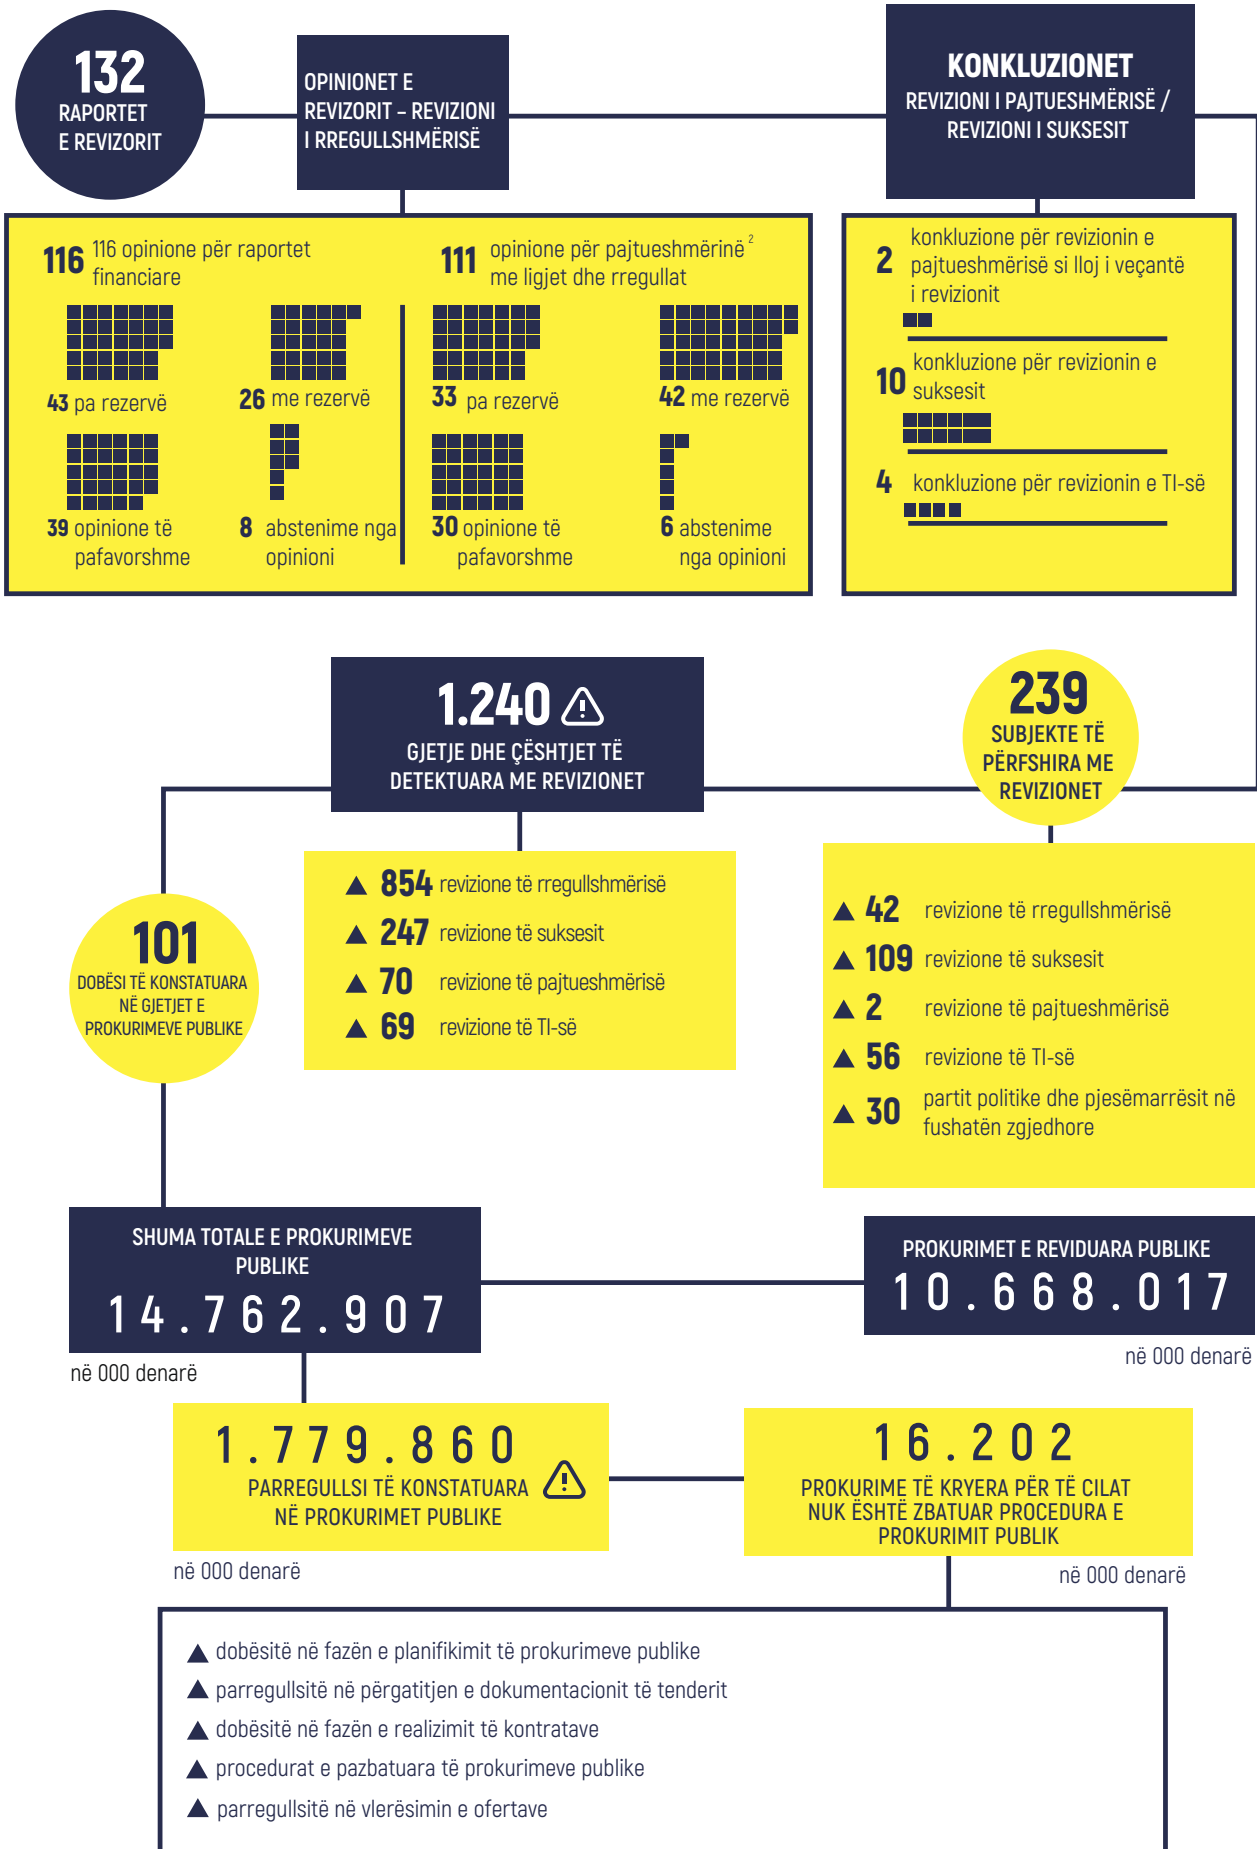 132
RAPORTET
E REVIZORIT
OPINIONET E
REVIZORIT – REVIZIONI
I RREGULLSHMËRISË
KONKLUZIONET
REVIZIONI I PAJTUESHMËRISË /
REVIZIONI I SUKSESIT
116 116 opinione për raportet
financiare
43 pa rezervë
26 me rezervë
39 opinione të
pafavorshme
8 abstenime nga
opinioni
111 opinione për pajtueshmërinë 2
me ligjet dhe rregullat
33 pa rezervë
42 me rezervë
30 opinione të
pafavorshme
6 abstenime
nga opinioni
2 konkluzione për revizionin e
pajtueshmërisë si lloj i veçantë
i revizionit
10 konkluzione për revizionin e
suksesit
4 konkluzione për revizionin e TI-së
1.240
GJETJE DHE ÇËSHTJET TË
DETEKTUARA ME REVIZIONET
854 revizione të rregullshmërisë
247 revizione të suksesit
70 revizione të pajtueshmërisë
69 revizione të TI-së
239
SUBJEKTE TË
PËRFSHIRA ME
REVIZIONET
42 revizione të rregullshmërisë
109 revizione të suksesit
2 revizione të pajtueshmërisë
56 revizione të TI-së
30 partit politike dhe pjesëmarrësit në
fushatën zgjedhore
101
DOBËSI TË KONSTATUARA
NË GJETJET E
PROKURIMEVE PUBLIKE
SHUMA TOTALE E PROKURIMEVE
PUBLIKE
14.762.907
në 000 denarë
PROKURIMET E REVIDUARA PUBLIKE
10.668.017
në 000 denarë
1.779.860
PARREGULLSI TË KONSTATUARA
NË PROKURIMET PUBLIKE
në 000 denarë
16.202
PROKURIME TË KRYERA PËR TË CILAT
NUK ËSHTË ZBATUAR PROCEDURA E
PROKURIMIT PUBLIK
në 000 denarë
dobësitë në fazën e planifikimit të prokurimeve publike
parregullsitë në përgatitjen e dokumentacionit të tenderit
dobësitë në fazën e realizimit të kontratave
procedurat e pazbatuara të prokurimeve publike
parregullsitë në vlerësimin e ofertave